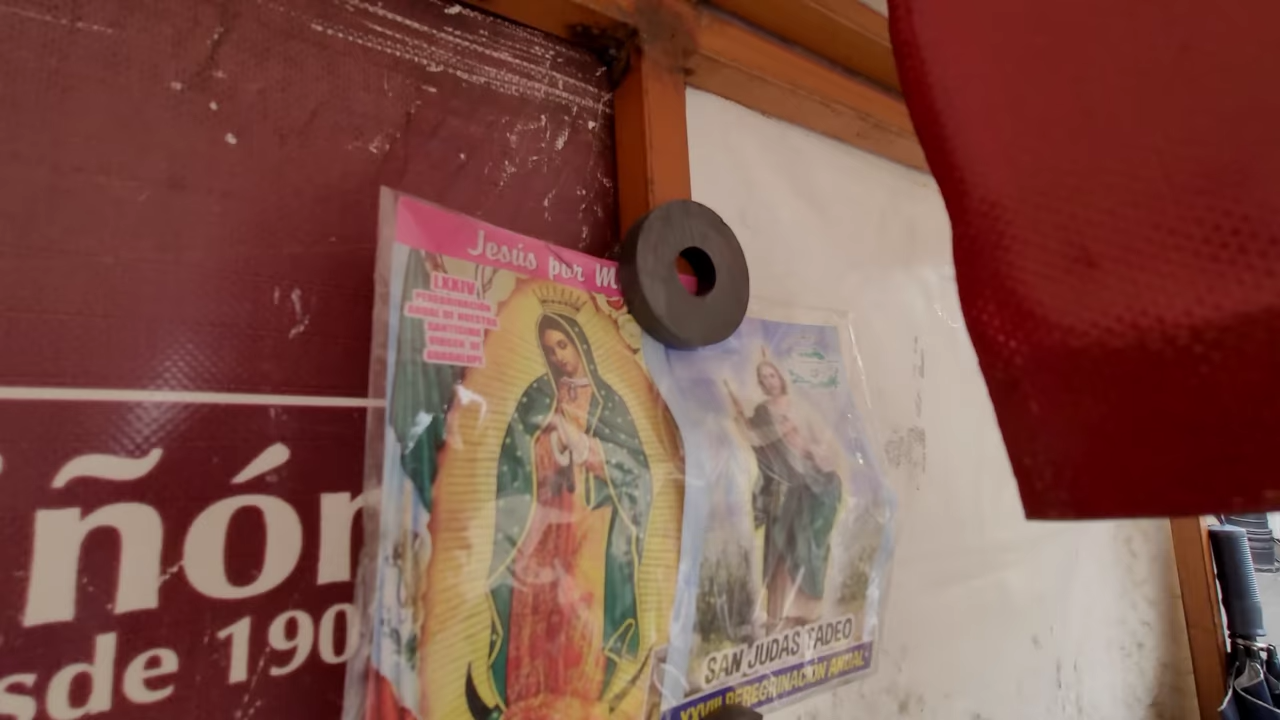 ñón
sde 190
Jesús por M
LXXIV
PEREGRINACIÓN
ANUAL DE NUESTRA
SANTISIMA
VIRGEN DE
GUADALUPE
SAN JUDAS TADEO
XXVIII PEREGRINACIÓN ANUAL